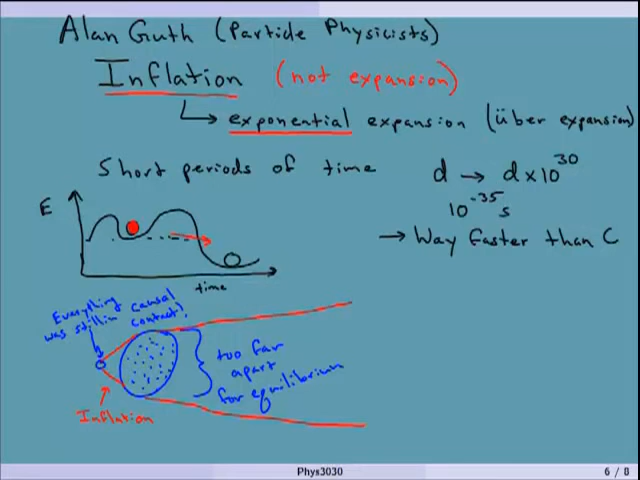 Alan Guth (Particle Physicists)
Inflation (not expansion)
exponential expansion (über expansion)
Short periods of time
d → d x 10^30
10^-35 s
→ Way faster than C
E
time
Everything
was still in causal
contact!
too far
apart
for equilibrium
Inflation
Phys3030
6 / 8